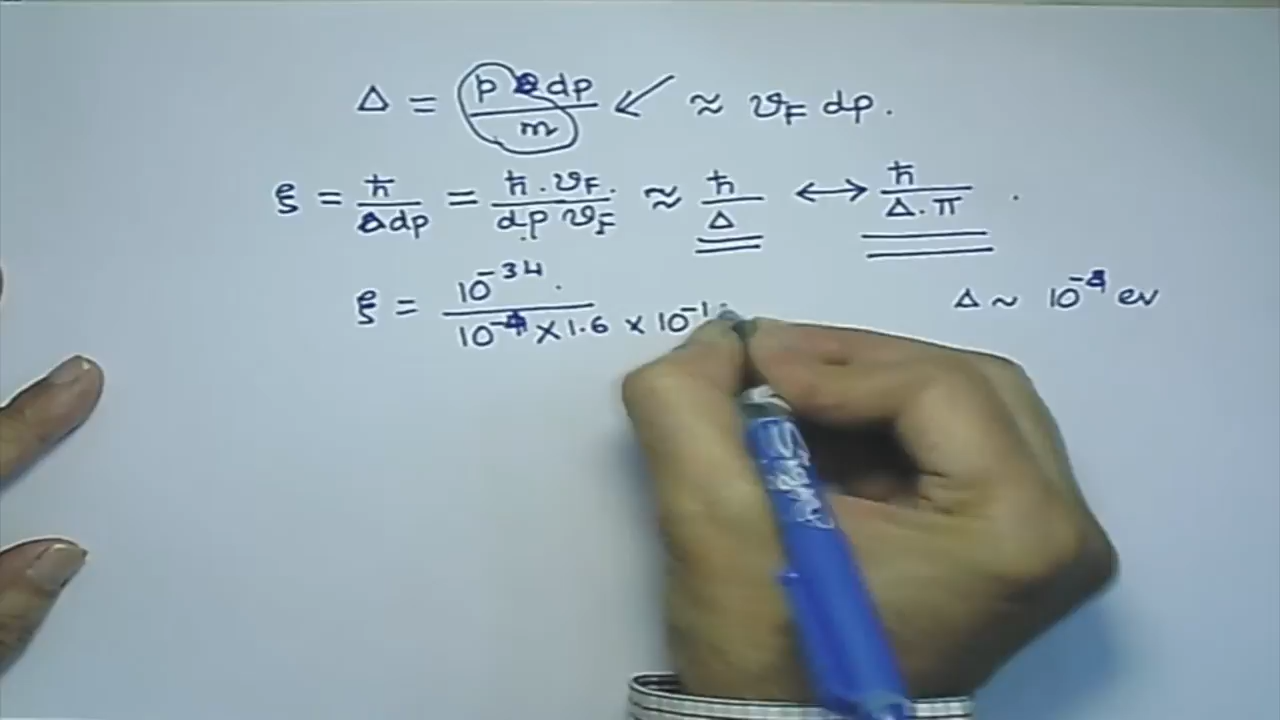 Δ = p dp / m ≈ v_F dp.
ξ = ħ / dp = ħ . v_F. / dp v_F ≈ ħ / Δ ↔ ħ / Δ.π .
ξ = 10^-34 . / 10^-4 × 1.6 × 10^-1 Δ ~ 10^-4 ev